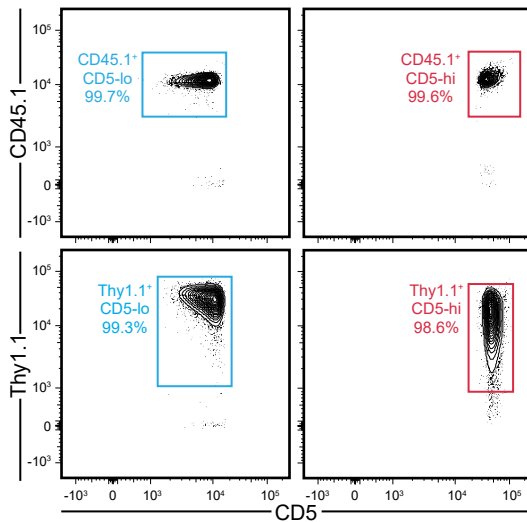 CD45.1
10⁵
10⁴
10³
0
-10³
CD45.1⁺
CD5-lo
99.7%
CD45.1⁺
CD5-hi
99.6%
Thy1.1
10⁵
10⁴
10³
0
-10³
Thy1.1⁺
CD5-lo
99.3%
Thy1.1⁺
CD5-hi
98.6%
-10³ 0 10³ 10⁴ 10⁵
-10³ 0 10³ 10⁴ 10⁵
CD5